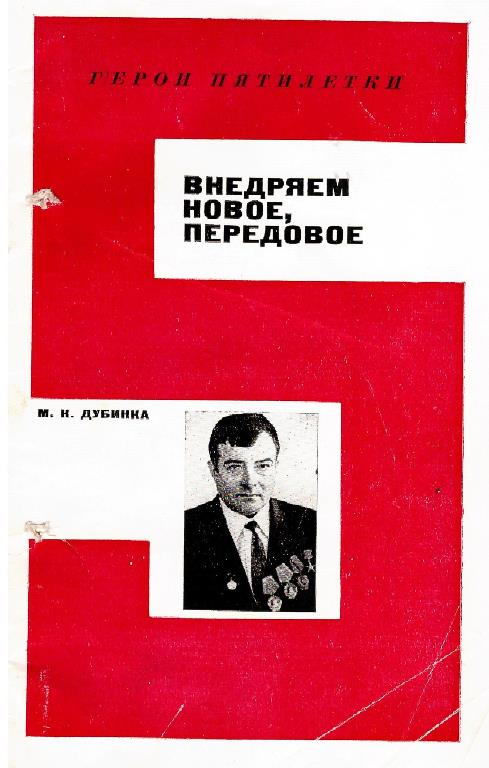 ГЕРОИ ПЯТИЛЕТКИ
ВНЕДРЯЕМ
НОВОЕ,
ПЕРЕДОВОЕ
М. К. ДУБИНКА